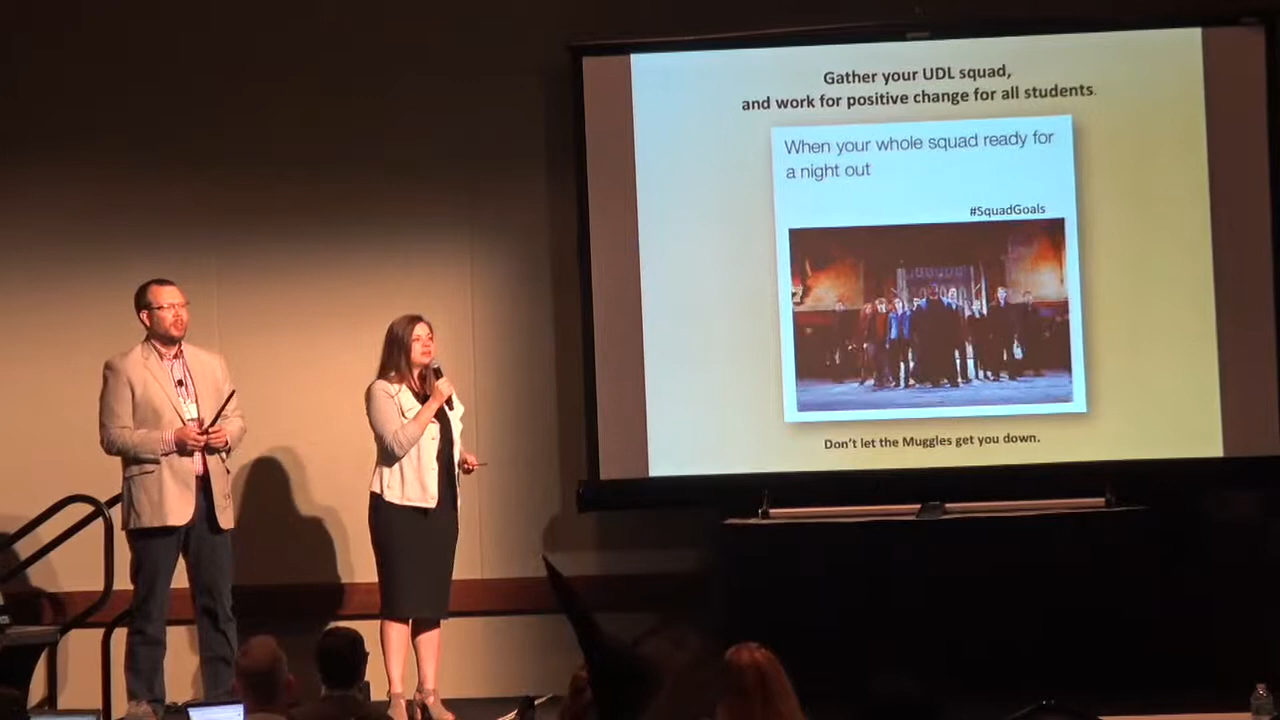 Gather your UDL squad,
and work for positive change for all students.
When your whole squad ready for
a night out
#SquadGoals
Don't let the Muggles get you down.